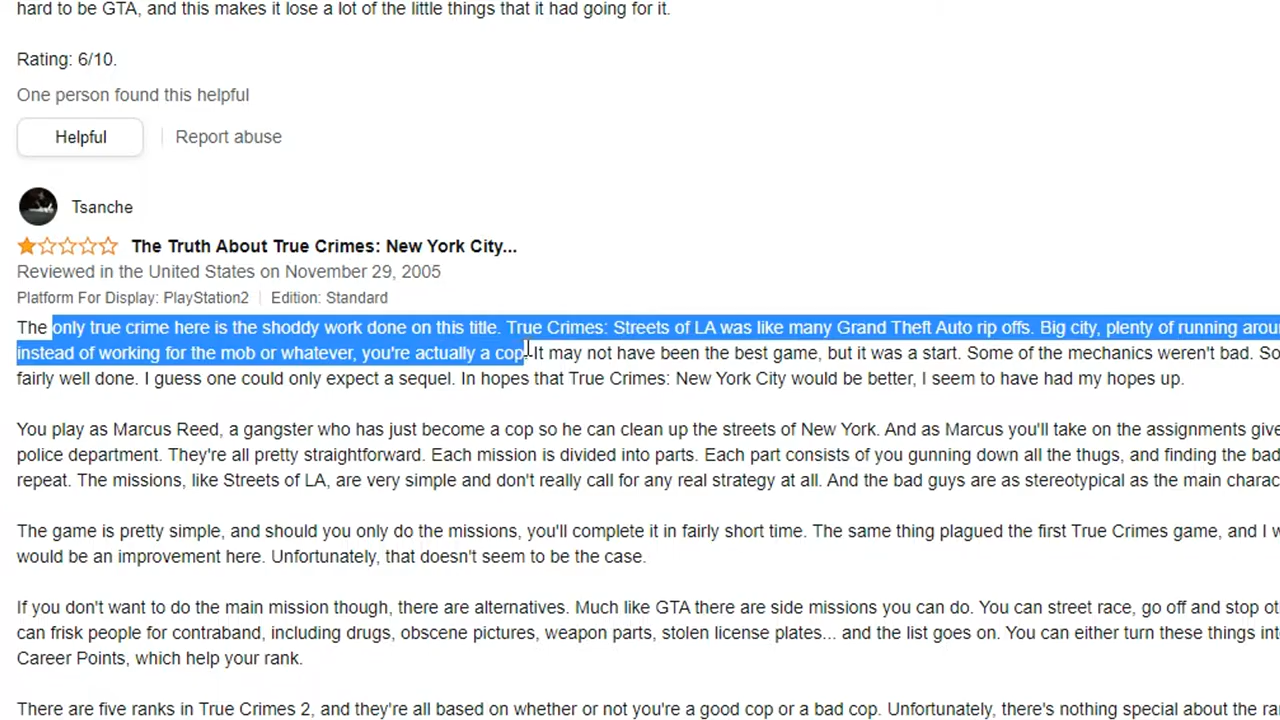 hard to be GTA, and this makes it lose a lot of the little things that it had going for it.
Rating: 6/10.
One person found this helpful
Helpful
Report abuse
Tsanche
The Truth About True Crimes: New York City...
Reviewed in the United States on November 29, 2005
Platform For Display: PlayStation2
Edition: Standard
The only true crime here is the shoddy work done on this title. True Crimes: Streets of LA was like many Grand Theft Auto rip offs. Big city, plenty of running
instead of working for the mob or whatever, you're actually a cop. It may not have been the best game, but it was a start. Some of the mechanics weren't bad.
fairly well done. I guess one could only expect a sequel. In hopes that True Crimes: New York City would be better, I seem to have had my hopes up.
You play as Marcus Reed, a gangster who has just become a cop so he can clean up the streets of New York. And as Marcus you'll take on the assignments
police department. They're all pretty straightforward. Each mission is divided into parts. Each part consists of you gunning down all the thugs, and finding the bad
repeat. The missions, like Streets of LA, are very simple and don't really call for any real strategy at all. And the bad guys are as stereotypical as the main
The game is pretty simple, and should you only do the missions, you'll complete it in fairly short time. The same thing plagued the first True Crimes game, and I
would be an improvement here. Unfortunately, that doesn't seem to be the case.
If you don't want to do the main mission though, there are alternatives. Much like GTA there are side missions you can do. You can street race, go off and stop
can frisk people for contraband, including drugs, obscene pictures, weapon parts, stolen license plates... and the list goes on. You can either turn these things
Career Points, which help your rank.
There are five ranks in True Crimes 2, and they're all based on whether or not you're a good cop or a bad cop. Unfortunately, there's nothing special about the